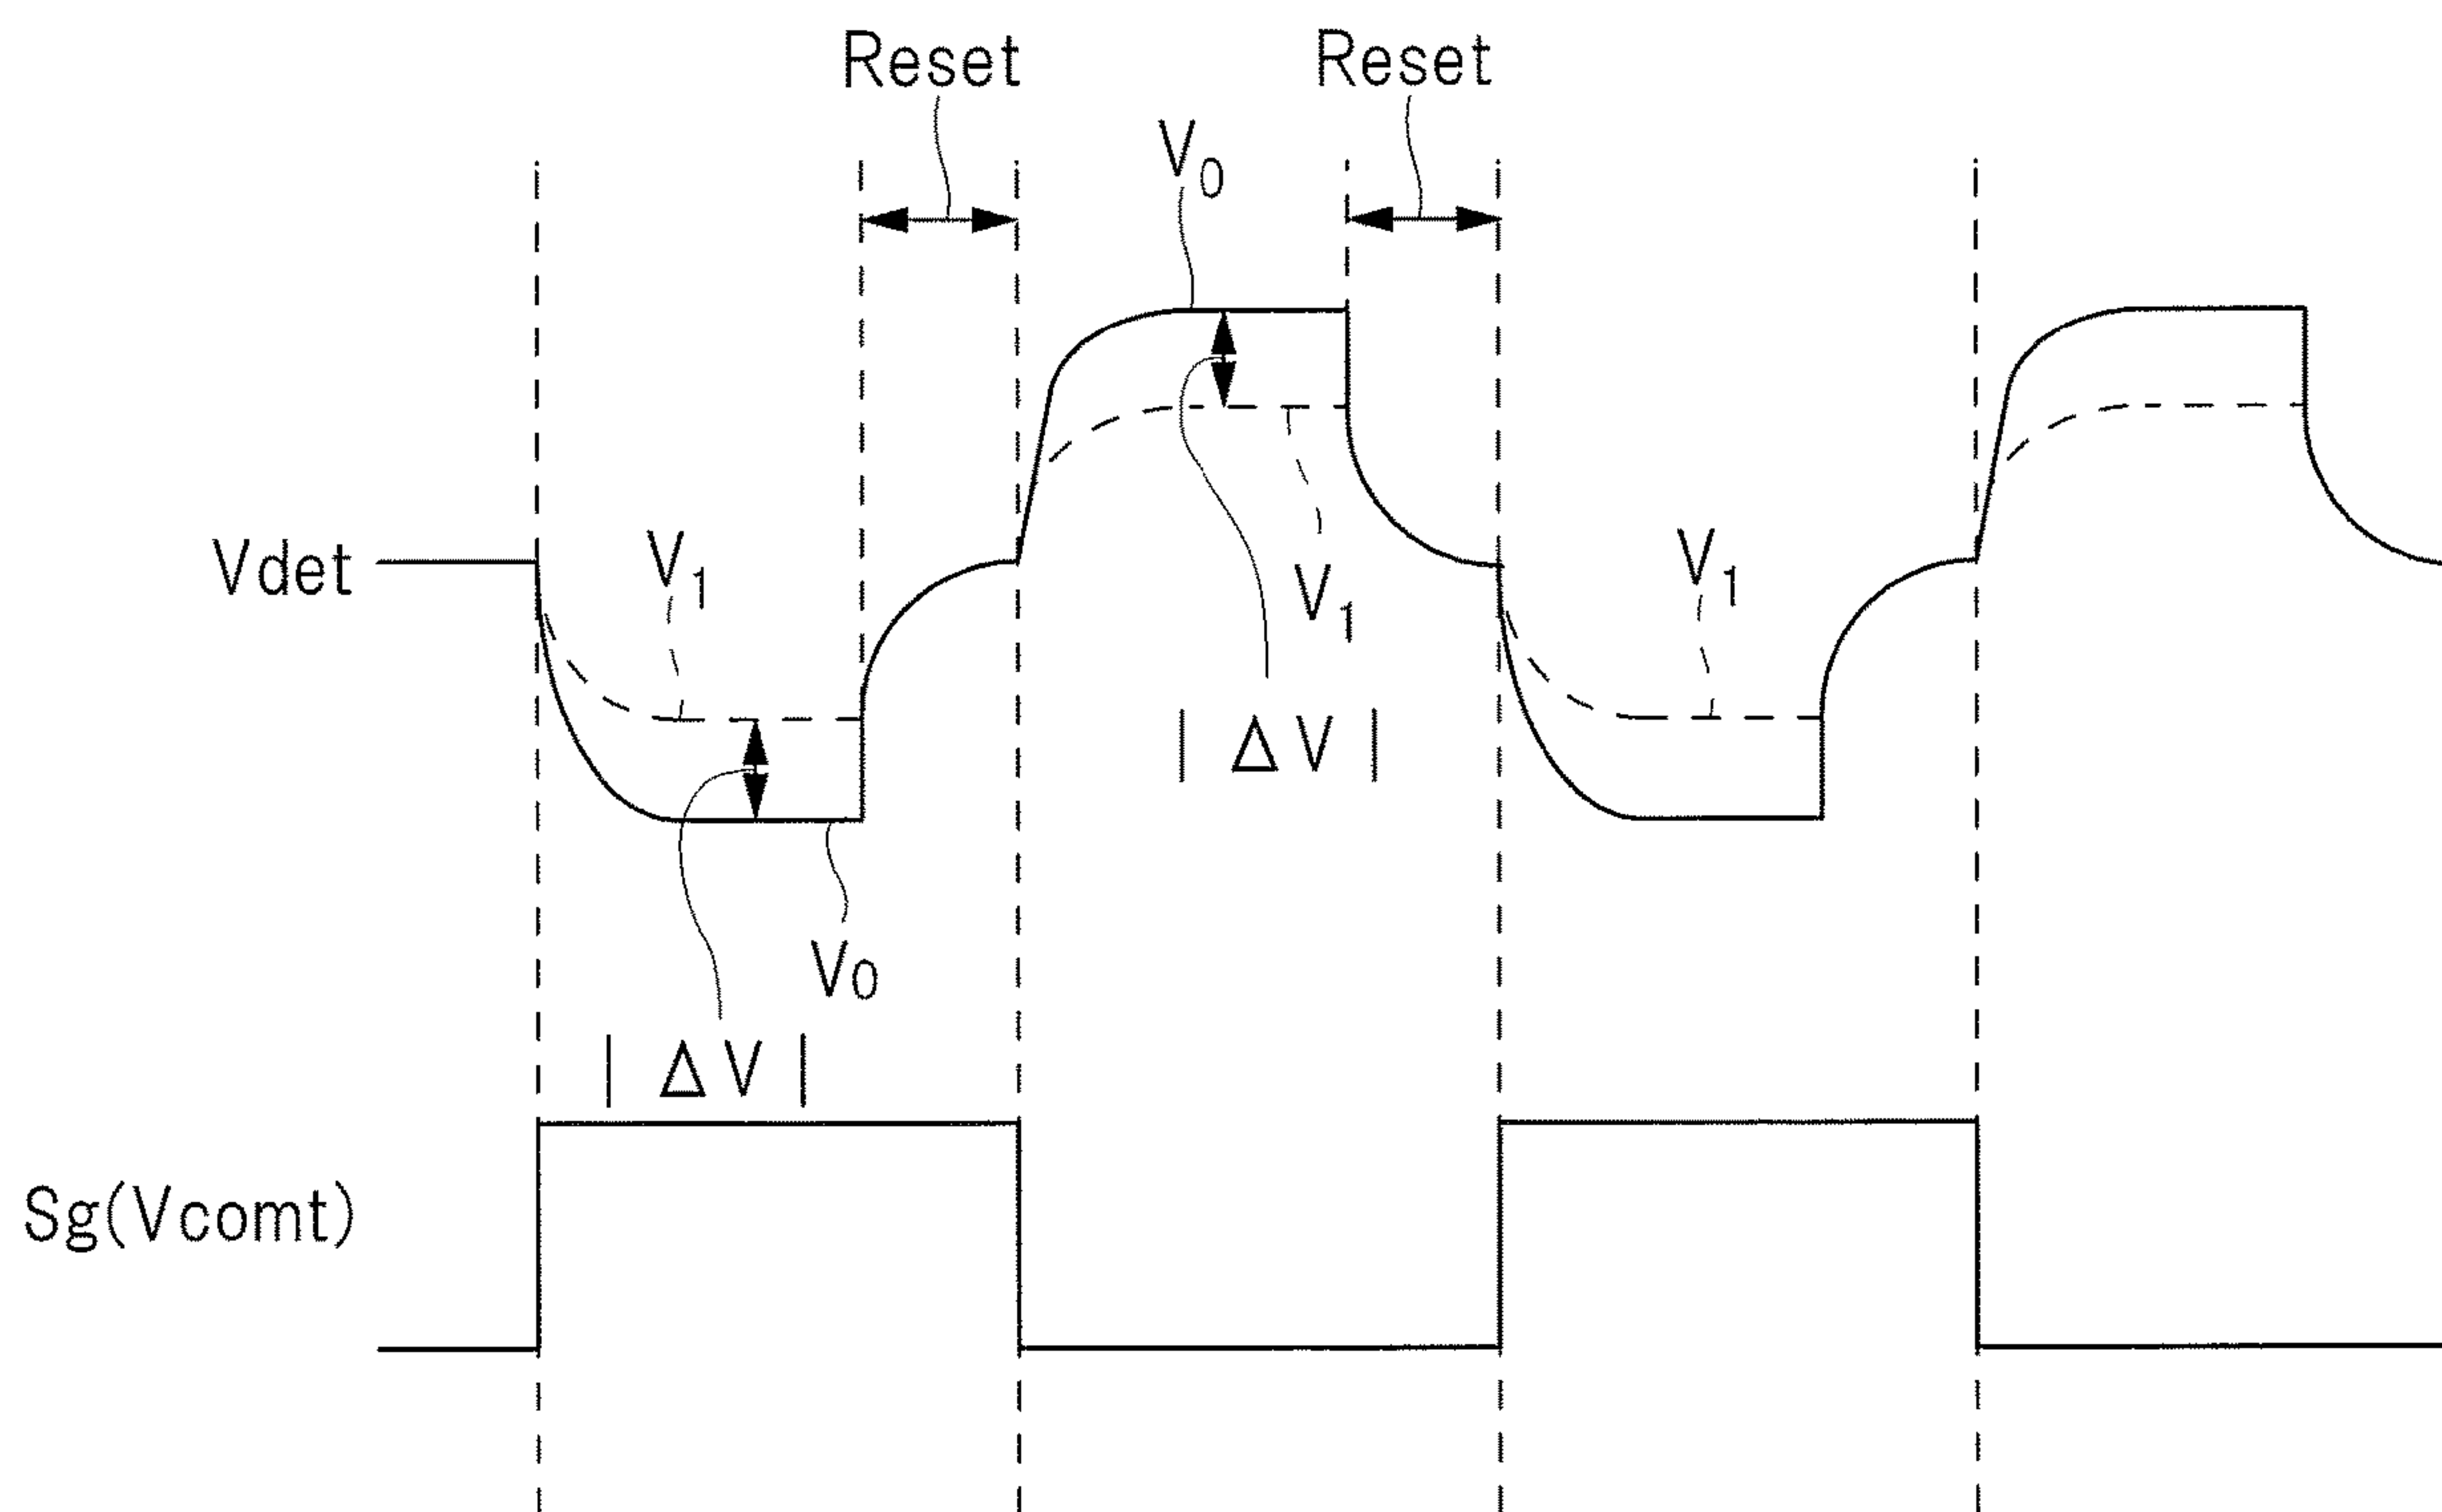 Reset Reset
V₀
Vdet
V₁
V₁
V₁
| ΔV |
V₀
| ΔV |
Sg(Vcomt)